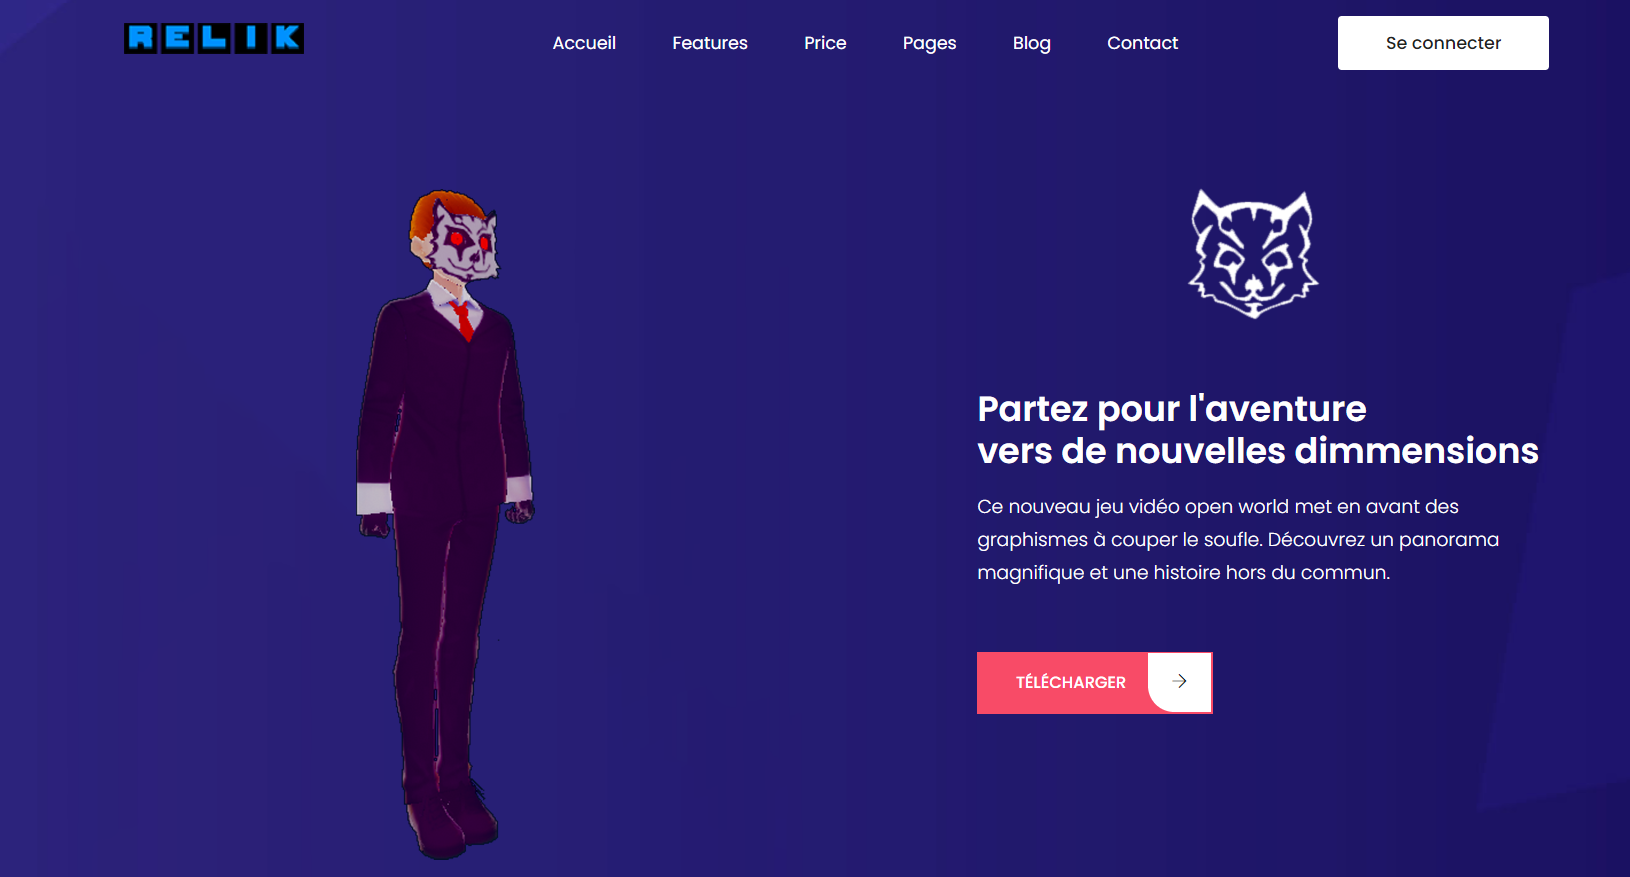 RELIK
Accueil Features Price Pages Blog Contact
Se connecter
Partez pour l'aventure
vers de nouvelles dimmensions
Ce nouveau jeu vidéo open world met en avant des
graphismes à couper le soufle. Découvrez un panorama
magnifique et une histoire hors du commun.
TÉLÉCHARGER